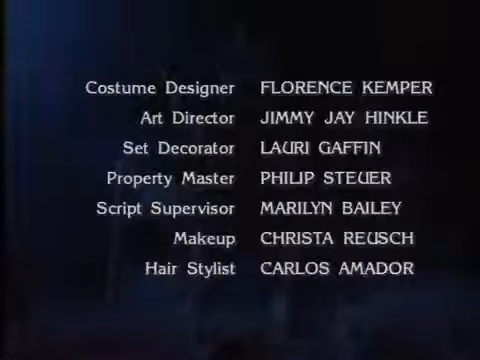 Costume Designer FLORENCE KEMPER
Art Director JIMMY JAY HINKLE
Set Decorator LAURI GAFFIN
Property Master PHILIP STEUER
Script Supervisor MARILYN BAILEY
Makeup CHRISTA REUSCH
Hair Stylist CARLOS AMADOR